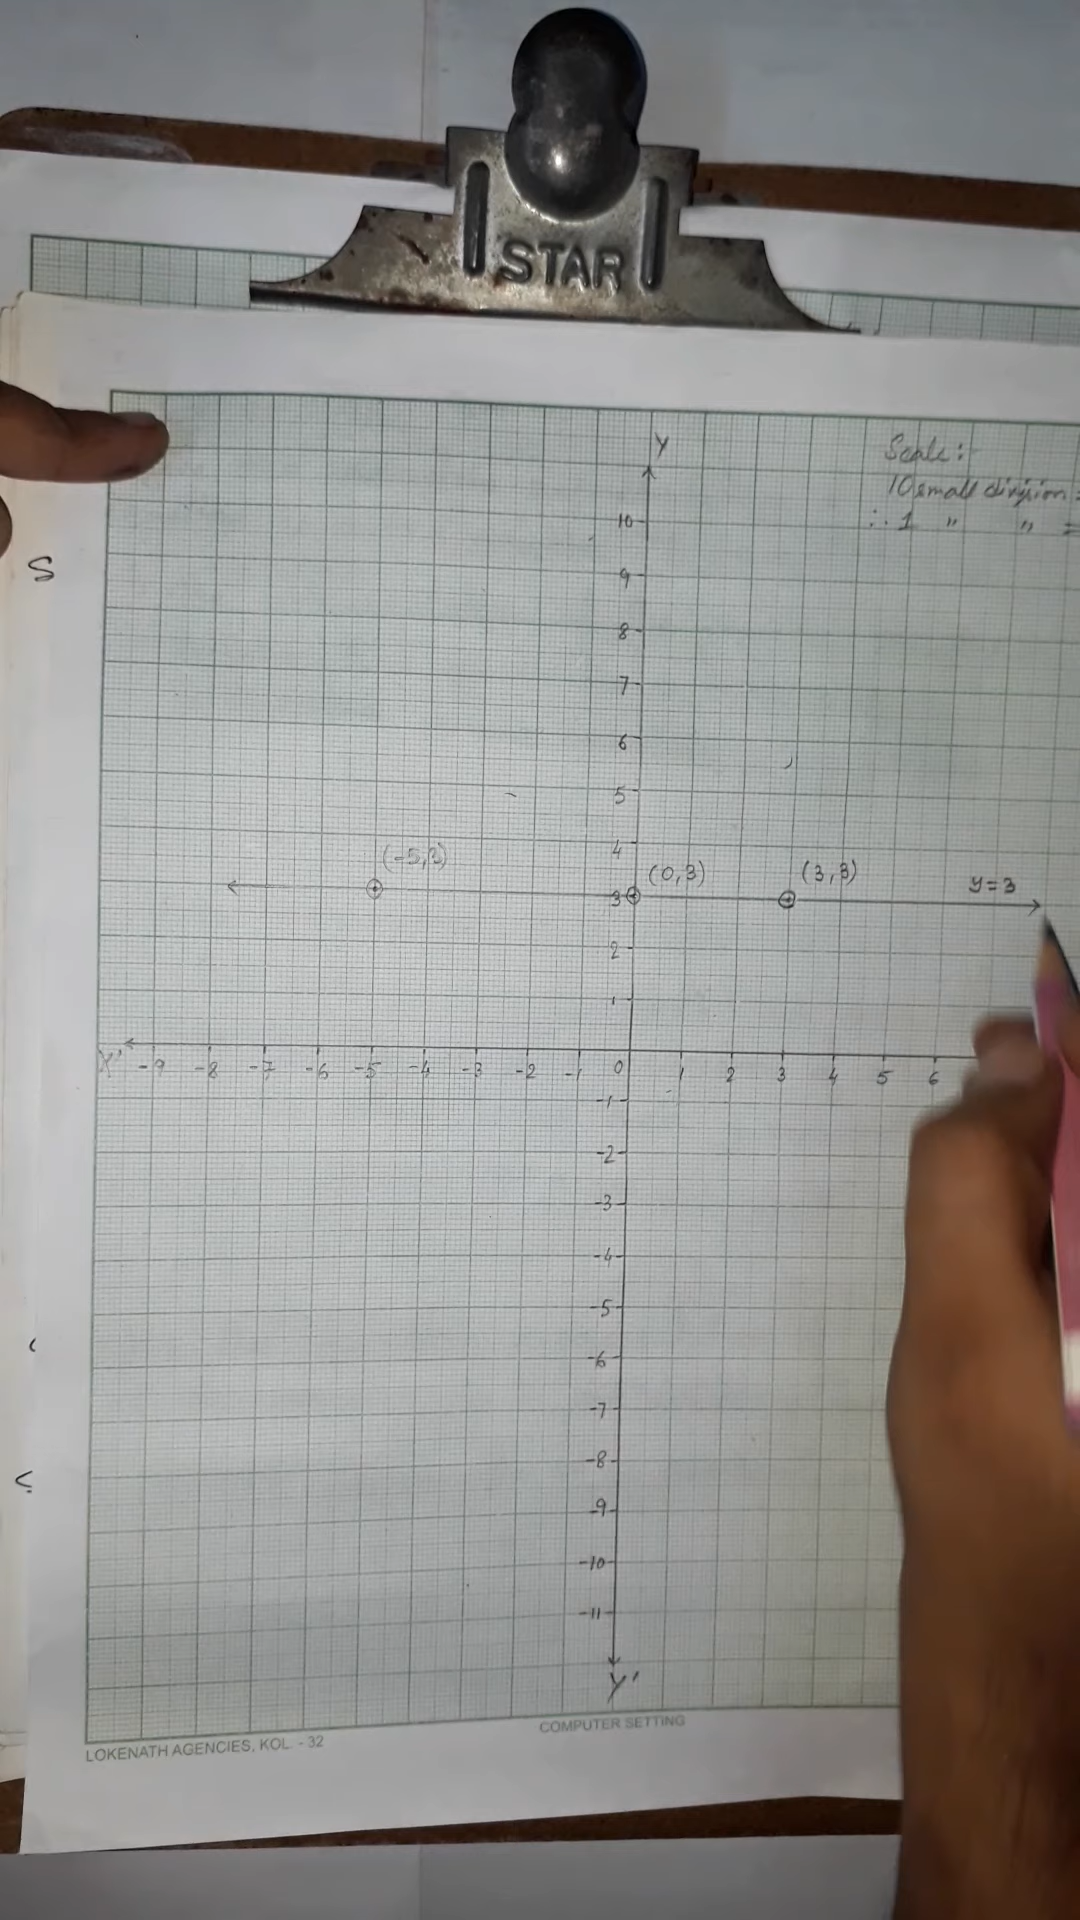 STAR
Y
Scale:-
10 small division =
∴ 1 " " =
10
9
8
7
6
5
4
(-5,3) (0,3) (3,3) y=3
3
2
1
X' -9 -8 -7 -6 -5 -4 -3 -2 -1 0 1 2 3 4 5 6
-1
-2
-3
-4
-5
-6
-7
-8
-9
-10
-11
Y'
LOKENATH AGENCIES, KOL. - 32 COMPUTER SETTING
S